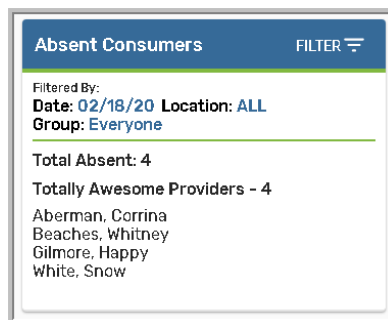 Absent Consumers FILTER
Filtered By:
Date: 02/18/20 Location: ALL
Group: Everyone
Total Absent: 4
Totally Awesome Providers - 4
Aberman, Corrina
Beaches, Whitney
Gilmore, Happy
White, Snow